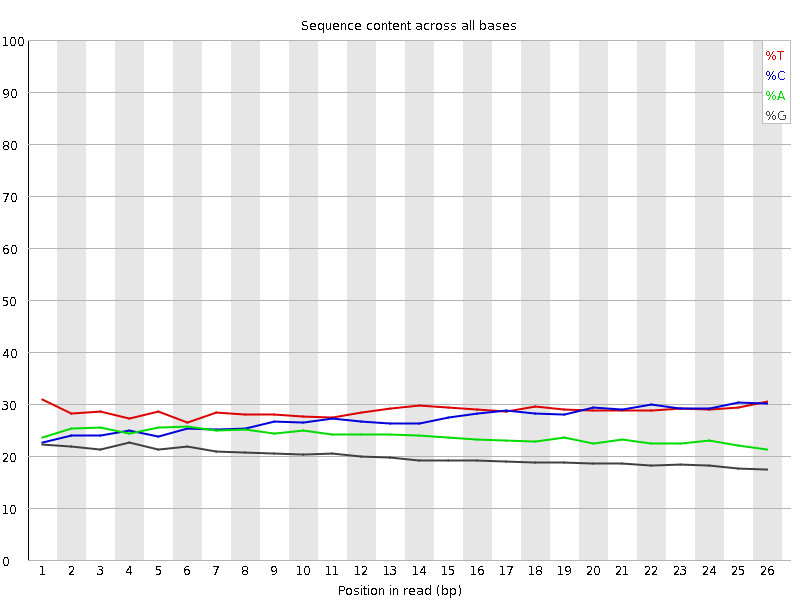 Sequence content across all bases
100
90
80
70
60
50
40
30
20
10
0
%T
%C
%A
%G
1 2 3 4 5 6 7 8 9 10 11 12 13 14 15 16 17 18 19 20 21 22 23 24 25 26
Position in read (bp)